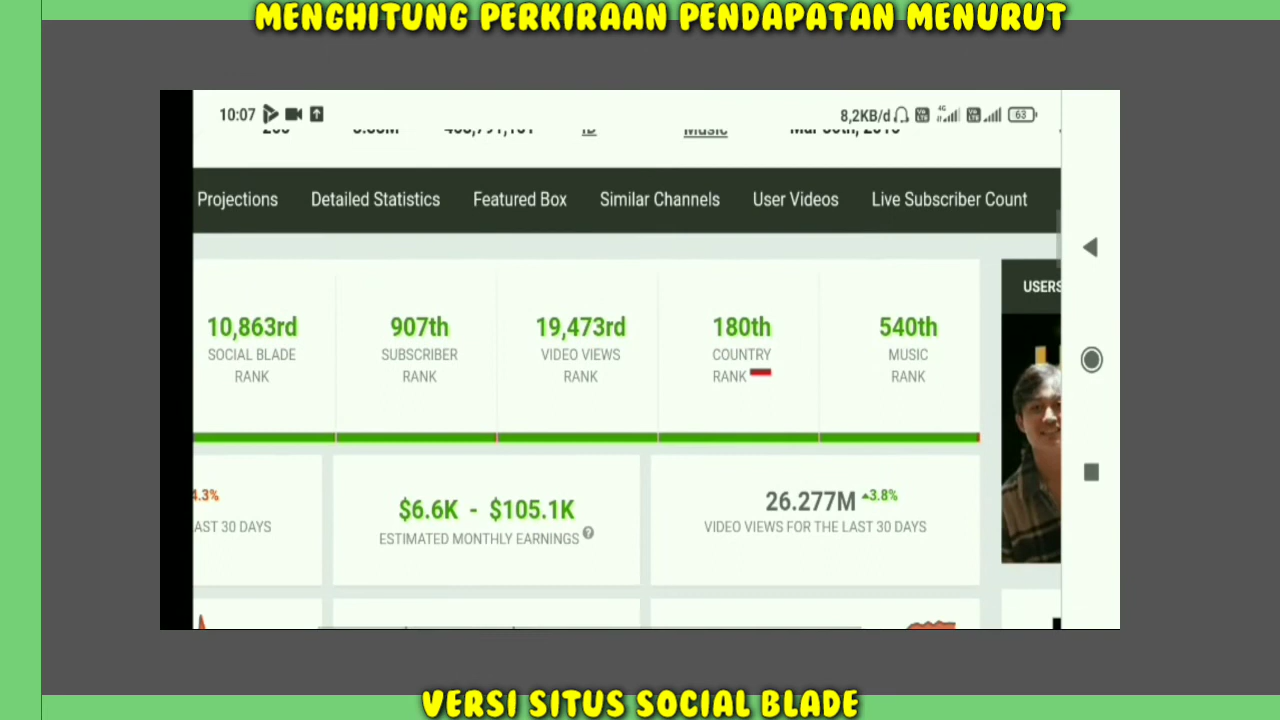 MENGHITUNG PERKIRAAN PENDAPATAN MENURUT
10:07 8,2KB/d 4G 63
ID Music
Projections Detailed Statistics Featured Box Similar Channels User Videos Live Subscriber Count
10,863rd 907th 19,473rd 180th 540th
SOCIAL BLADE SUBSCRIBER VIDEO VIEWS COUNTRY MUSIC
RANK RANK RANK RANK RANK
USERS
4.3% $6.6K - $105.1K 26.277M 3.8%
AST 30 DAYS ESTIMATED MONTHLY EARNINGS ? VIDEO VIEWS FOR THE LAST 30 DAYS
VERSI SITUS SOCIAL BLADE